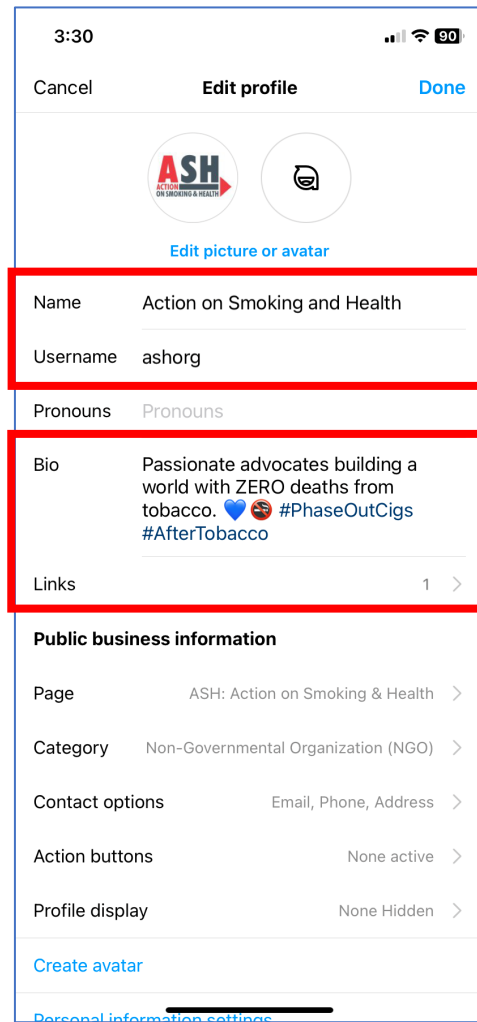 3:30
90
Cancel Edit profile Done
ASH
ACTION
ON SMOKING & HEALTH
Edit picture or avatar
Name Action on Smoking and Health
Username ashorg
Pronouns Pronouns
Bio Passionate advocates building a
world with ZERO deaths from
tobacco. 💙🚭 #PhaseOutCigs
#AfterTobacco
Links 1
Public business information
Page ASH: Action on Smoking & Health
Category Non-Governmental Organization (NGO)
Contact options Email, Phone, Address
Action buttons None active
Profile display None Hidden
Create avatar
Personal information settings